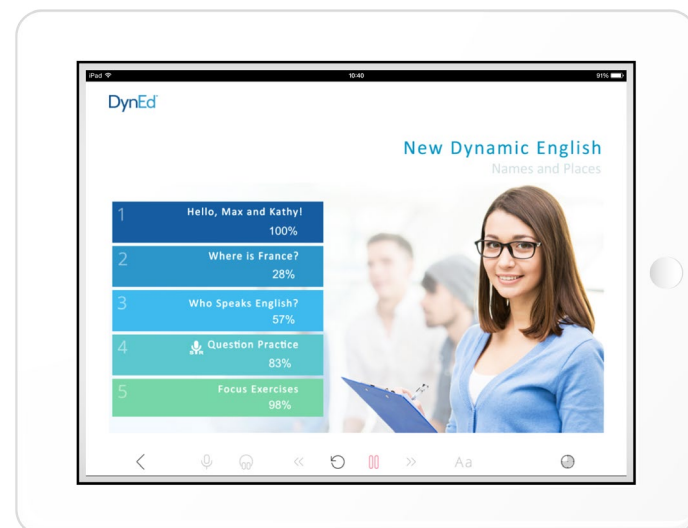 iPad 10:40 91%
DynEd
New Dynamic English
Names and Places
1 Hello, Max and Kathy!
100%
2 Where is France?
28%
3 Who Speaks English?
57%
4 Question Practice
83%
5 Focus Exercises
98%
Aa